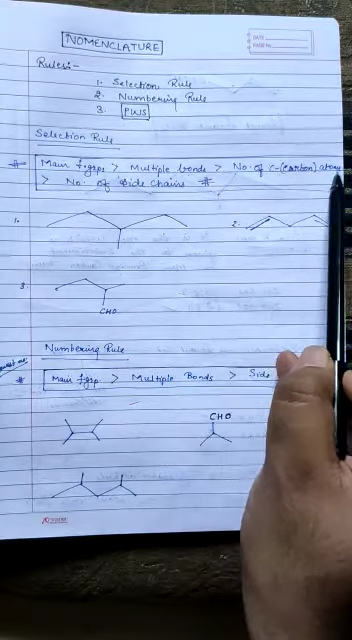 NOMENCLATURE
DATE
PAGE No.
Rules:-
1. Selection Rule
2. Numbering Rule
3. PWS
Selection Rule
# Main f.grps > Multiple bonds > No. of C-(carbon) atoms
> No. of Side Chains #
1.
2.
3.
CHO
Numbering Rule
# Main fgrp > Multiple Bonds > Side
CHO